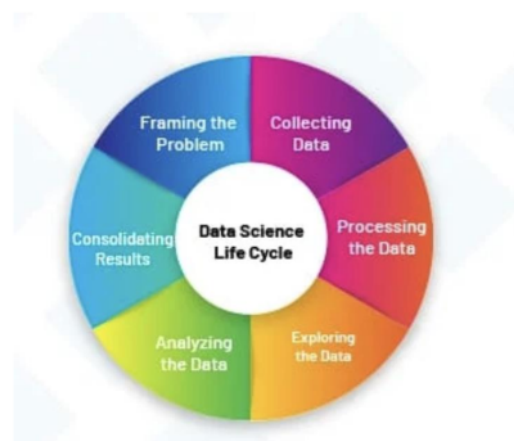 Framing the
Problem
Collecting
Data
Processing
the Data
Exploring
the Data
Analyzing
the Data
Consolidating
Results
Data Science
Life Cycle